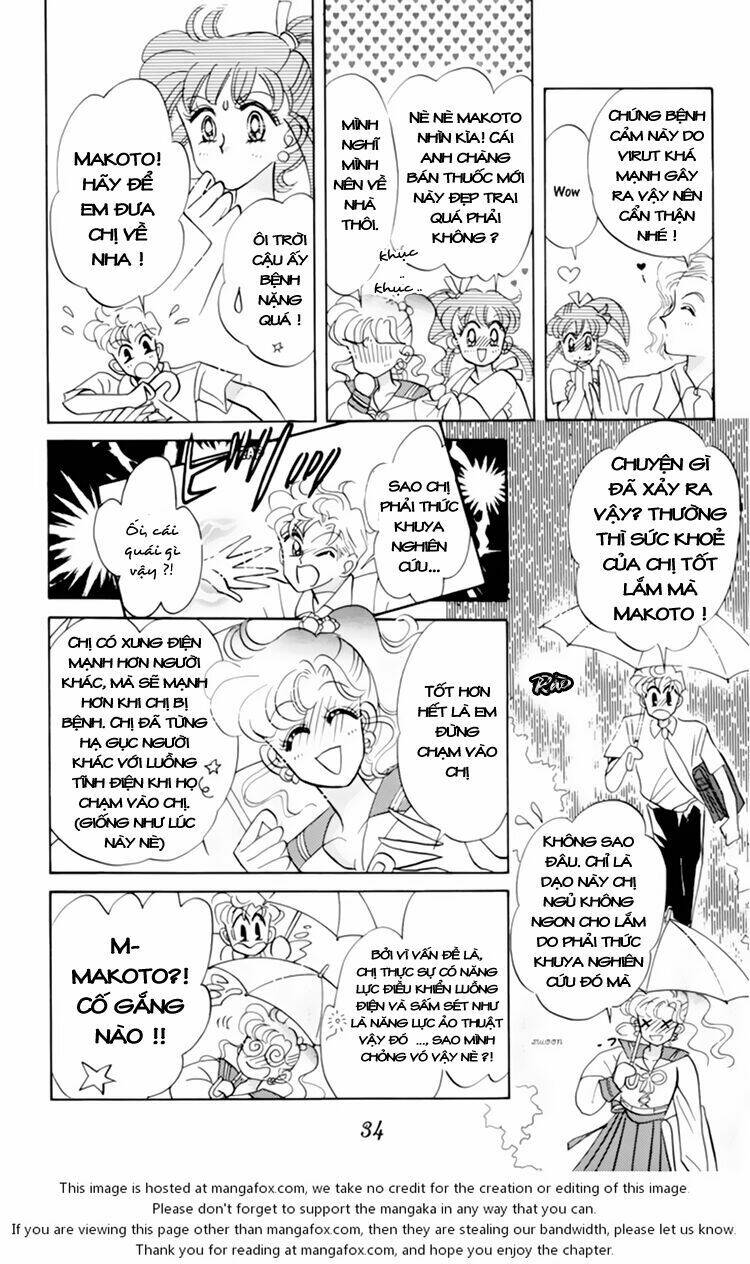 CHỨNG BỆNH
CẢM NÀY DO
VIRUT KHÁ
MẠNH GÂY
RA VẬY NÊN
CẨN THẬN
NHÉ !
Wow
NÈ NÈ MAKOTO
NHÌN KÌA! CÁI
ANH CHÀNG
BÁN THUỐC MỚI
NÀY ĐẸP TRAI
QUÁ PHẢI
KHÔNG ?
MÌNH
NGHĨ
MÌNH
NÊN VỀ
NHÀ
THÔI.
khục
..
khục ..
MAKOTO!
HÃY ĐỂ
EM ĐƯA
CHỊ VỀ
NHA !
ÔI TRỜI
CẬU ẤY
BỆNH
NẶNG
QUÁ !
CHUYỆN GÌ
ĐÃ XẢY RA
VẬY? THƯỜNG
THÌ SỨC KHOẺ
CỦA CHỊ TỐT
LẮM MÀ
MAKOTO !
Rào
KHÔNG SAO
ĐÂU. CHỈ LÀ
DẠO NÀY CHỊ
NGỦ KHÔNG
NGON CHO LẮM
DO PHẢI THỨC
KHUYA NGHIÊN
CỨU ĐÓ MÀ
swoon
SAO CHỊ
PHẢI THỨC
KHUYA
NGHIÊN
CỨU...
ビリッ
Ối, cái
quái gì
vậy ?!
TỐT HƠN
HẾT LÀ EM
ĐỪNG
CHẠM VÀO
CHỊ
CHỊ CÓ XUNG ĐIỆN
MẠNH HƠN NGƯỜI
KHÁC, MÀ SẼ MẠNH
HƠN KHI CHỊ BỊ
BỆNH. CHỊ ĐÃ TỪNG
HẠ GỤC NGƯỜI
KHÁC VỚI LUỒNG
TĨNH ĐIỆN KHI HỌ
CHẠM VÀO CHỊ.
(GIỐNG NHƯ LÚC
NÀY NÈ)
BỞI VÌ VẤN ĐỀ LÀ,
CHỊ THỰC SỰ CÓ NĂNG
LỰC ĐIỀU KHIỂN LUỒNG
ĐIỆN VÀ SẤM SÉT NHƯ
LÀ NĂNG LỰC ẢO THUẬT
VẬY ĐÓ ..., SAO MÌNH
CHÓNG VÓ VẬY NÈ ?!
M-
MAKOTO?!
CỐ GẮNG
NÀO !!
34
This image is hosted at mangafox.com, we take no credit for the creation or editing of this image.
Please don't forget to support the mangaka in any way that you can.
If you are viewing this page other than mangafox.com, then they are stealing our bandwidth, please let us know.
Thank you for reading at mangafox.com, and hope you enjoy the chapter.